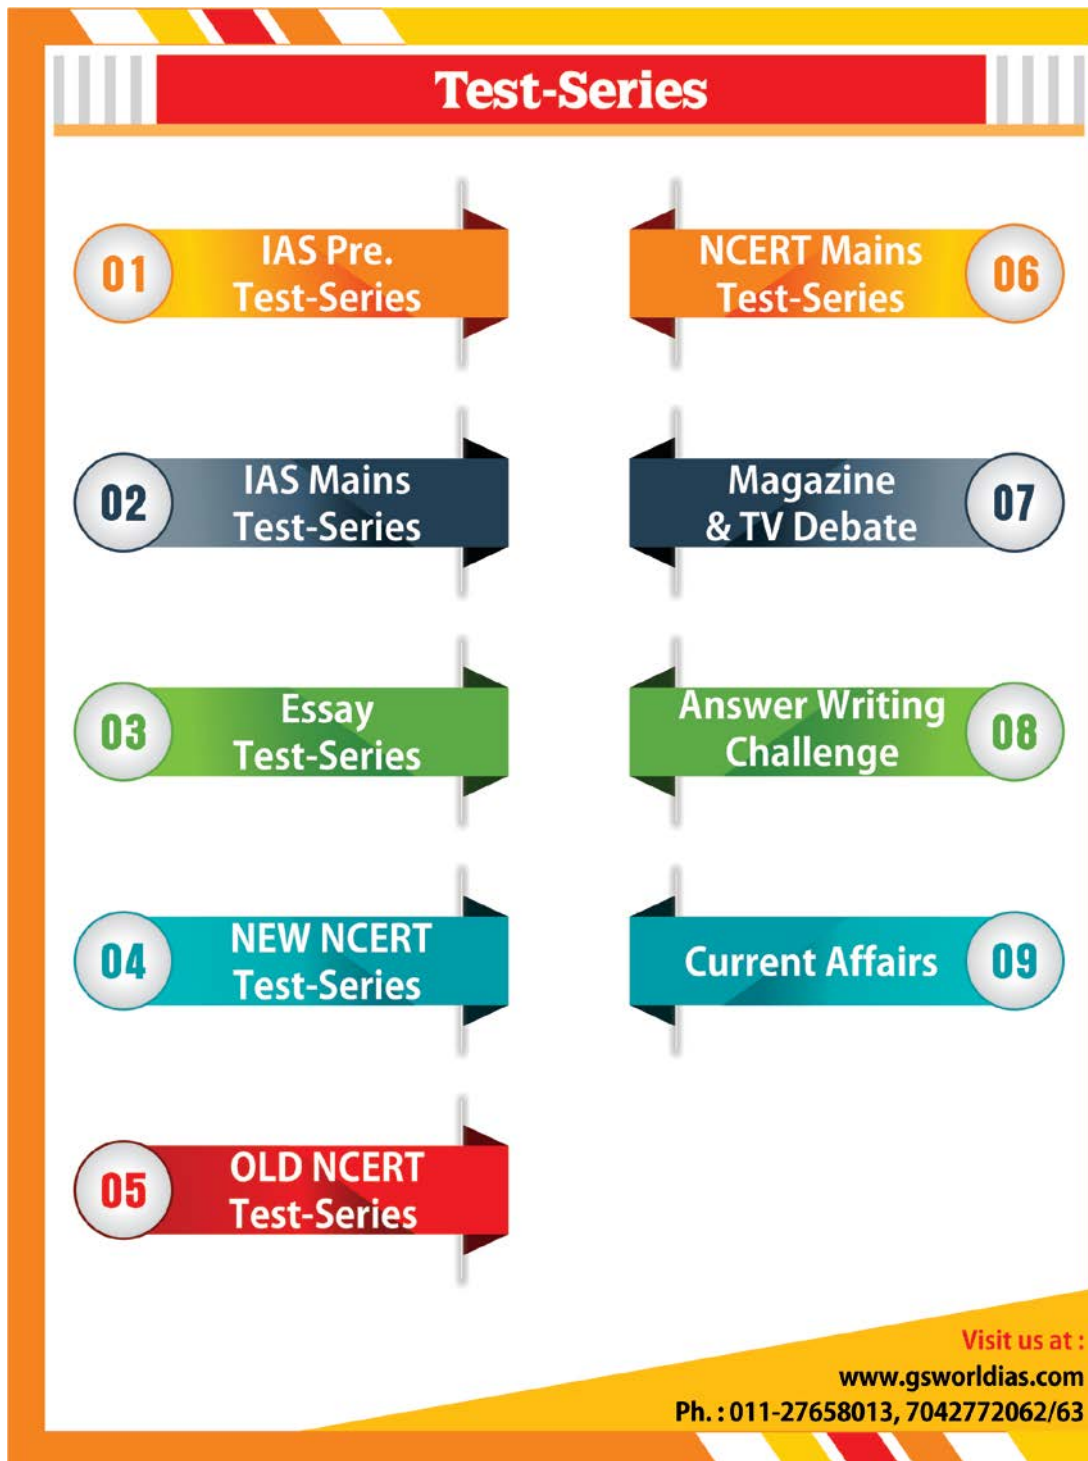 Test-Series
01
IAS Pre.
Test-Series
02
IAS Mains
Test-Series
03
Essay
Test-Series
04
NEW NCERT
Test-Series
05
OLD NCERT
Test-Series
NCERT Mains
Test-Series
06
Magazine
& TV Debate
07
Answer Writing
Challenge
08
Current Affairs
09
Visit us at :
www.gsworldias.com
Ph. : 011-27658013, 7042772062/63